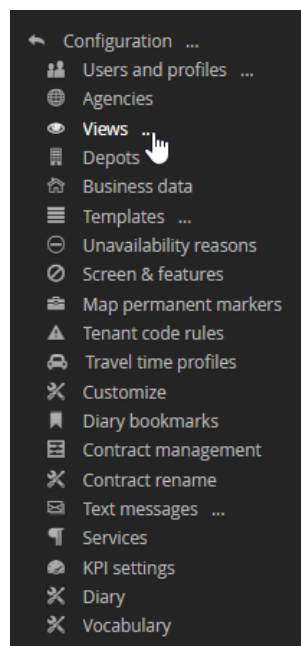 Configuration ...
Users and profiles ...
Agencies
Views ...
Depots
Business data
Templates ...
Unavailability reasons
Screen & features
Map permanent markers
Tenant code rules
Travel time profiles
Customize
Diary bookmarks
Contract management
Contract rename
Text messages ...
Services
KPI settings
Diary
Vocabulary